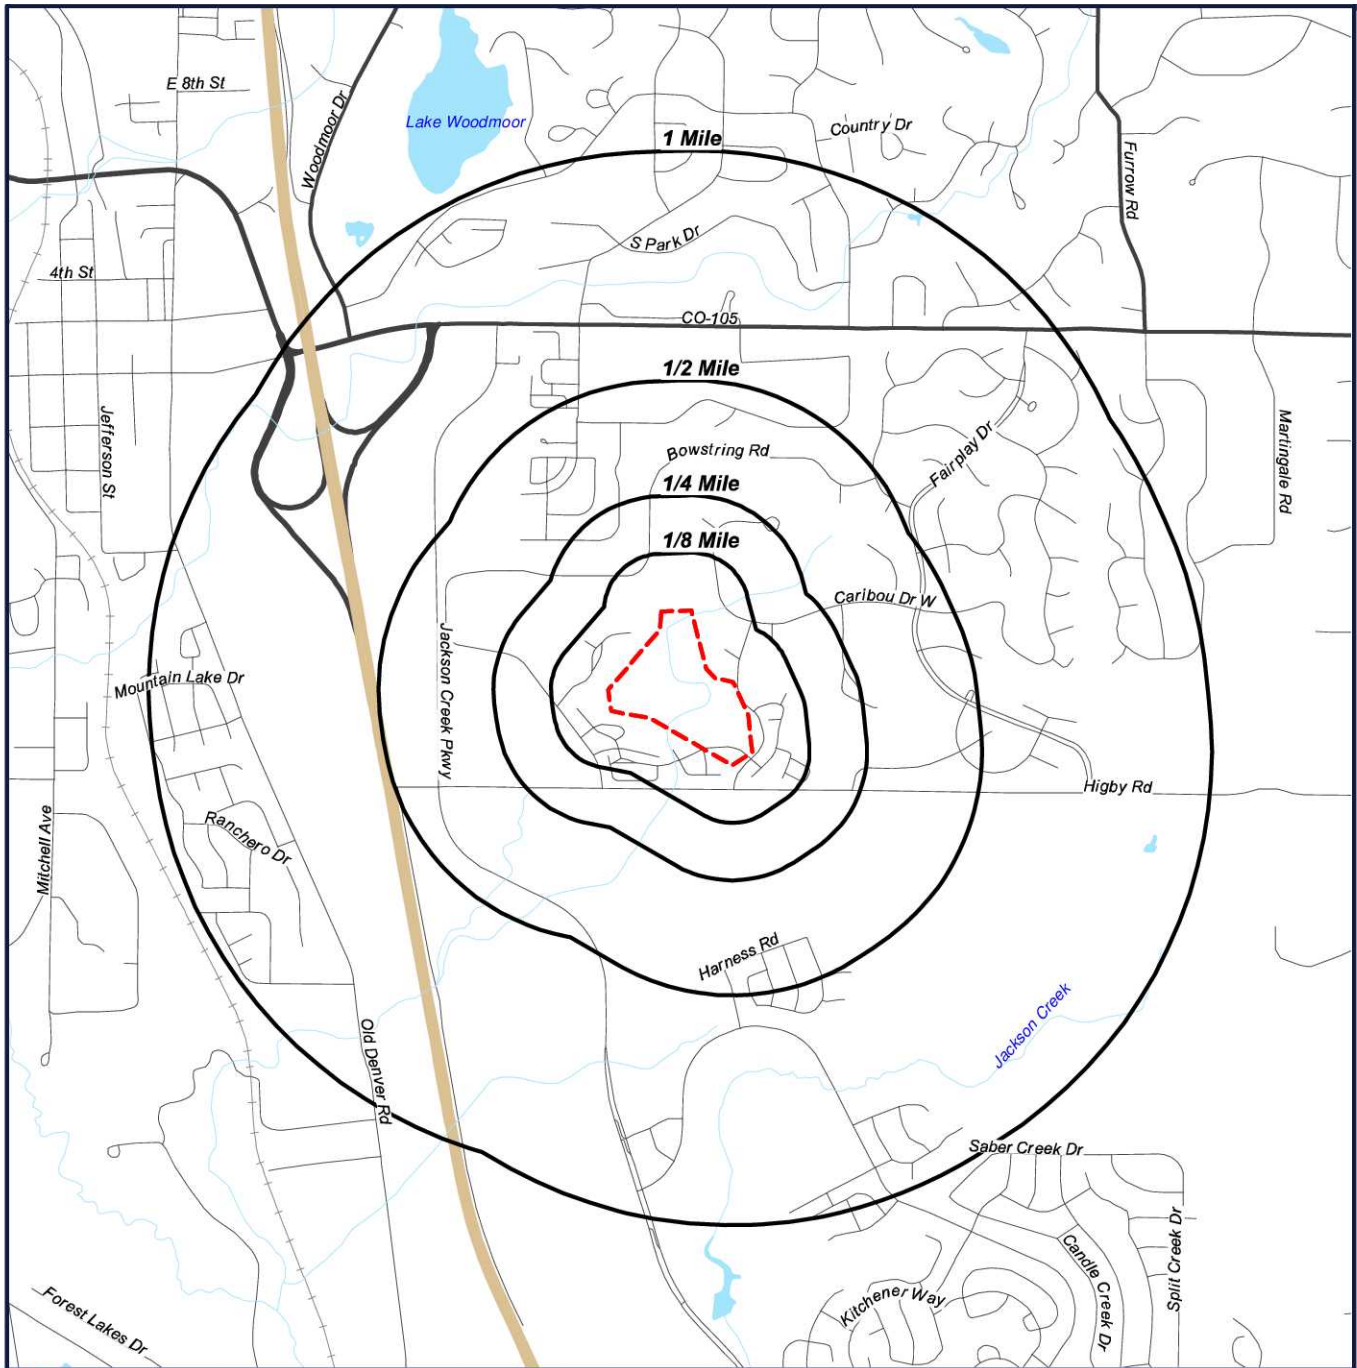 E 8th St
Woodmoor Dr
Lake Woodmoor
1 Mile
Country Dr
Furrow Rd
S Park Dr
4th St
CO-105
1/2 Mile
Jefferson St
Bowstring Rd
Fairplay Dr
Martingale Rd
1/4 Mile
1/8 Mile
Caribou Dr W
Mountain Lake Dr
Jackson Creek Pkwy
Higby Rd
Mitchell Ave
Ranchero Dr
Harness Rd
Jackson Creek
Old Denver Rd
Saber Creek Dr
Split Creek Dr
Candle Creek Dr
Kitchener Way
Forest Lakes Dr